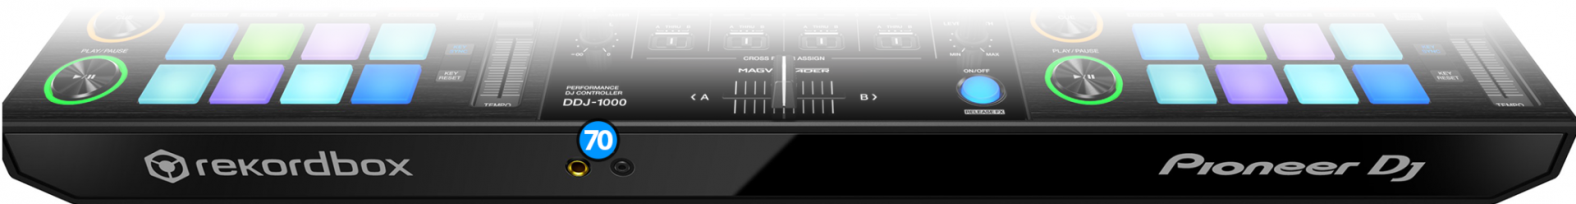 PLAY/PAUSE
KEY
RESET
TEMPO
PERFORMANCE
DJ CONTROLLER
DDJ-1000
ASSIGN
A
B
ON/OFF
RELEASE FX
MAX
PLAY/PAUSE
KEY
RESET
TEMPO
70
rekordbox
Pioneer Dj